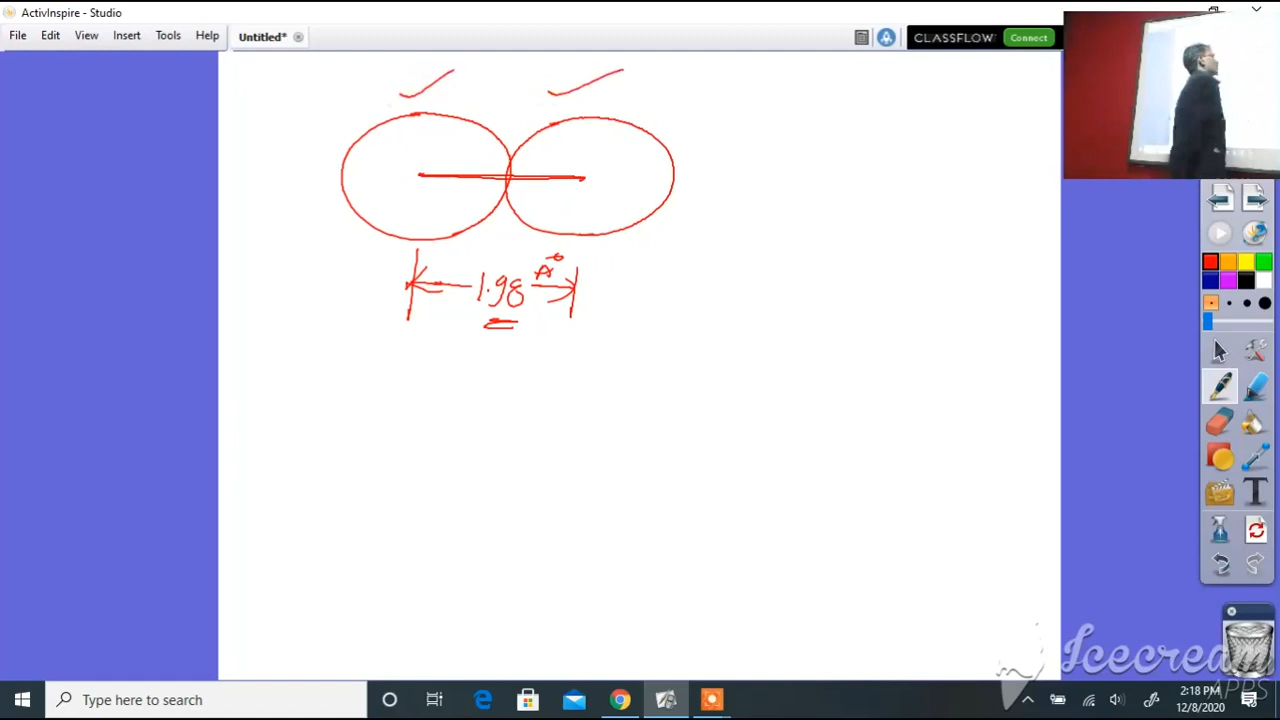 ActivInspire - Studio
File Edit View Insert Tools Help Untitled* CLASSFLOW Connect
1.98 A°
T
Icecream
APPS
Type here to search
2:18 PM
12/8/2020